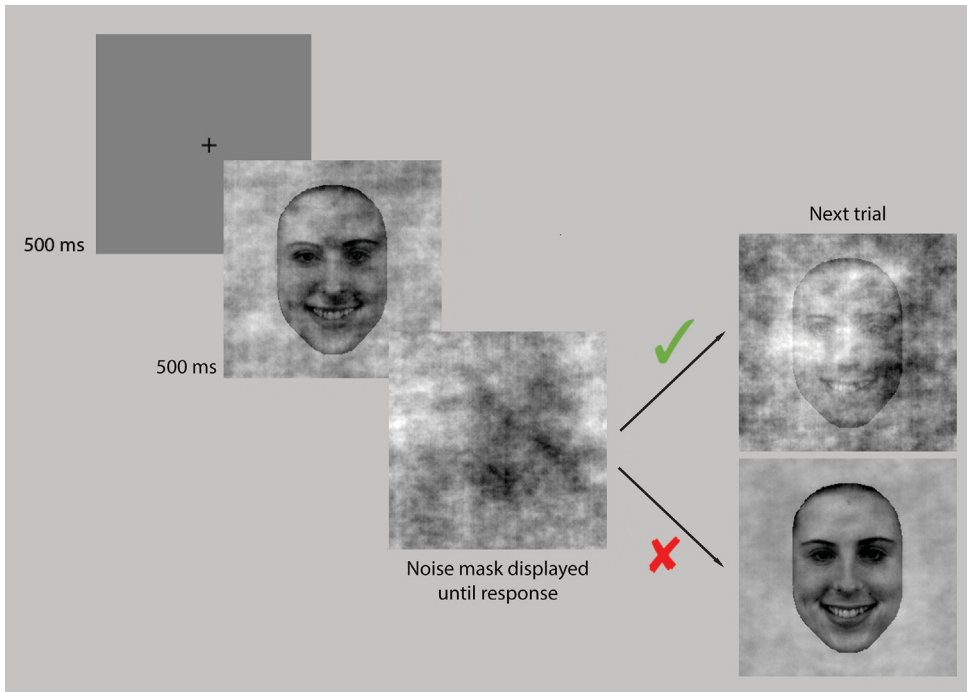 500 ms
500 ms
Noise mask displayed
until response
Next trial